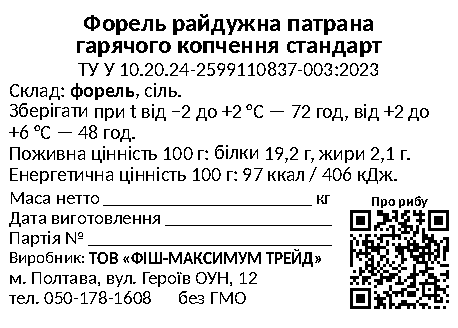 Форель райдужна патрана
гарячого копчення стандарт
ТУ У 10.20.24-2599110837-003:2023
Склад: форель, сіль.
Зберігати при t від −2 до +2 °С — 72 год, від +2 до
+6 °С — 48 год.
Поживна цінність 100 г: білки 19,2 г, жири 2,1 г.
Енергетична цінність 100 г: 97 ккал / 406 кДж.
Маса нетто ______________________ кг
Дата виготовлення __________________
Партія № __________________________
Про рибу
Виробник: ТОВ «ФІШ-МАКСИМУМ ТРЕЙД»
м. Полтава, вул. Героїв ОУН, 12
тел. 050-178-1608 без ГМО